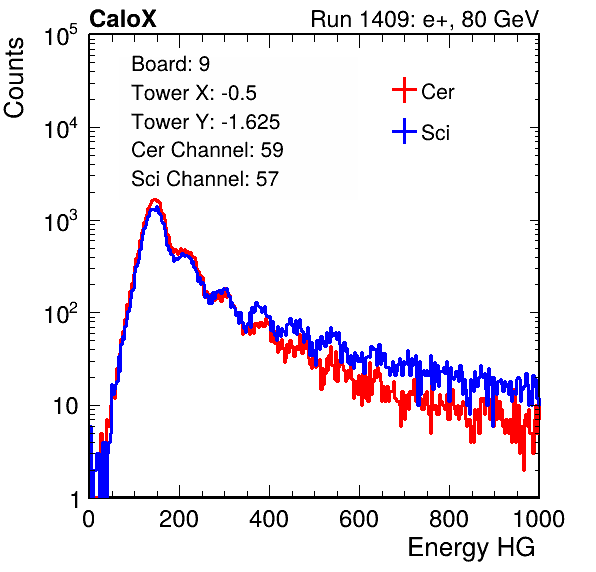 CaloX Run 1409: e+, 80 GeV
Counts
Board: 9
Tower X: -0.5
Tower Y: -1.625
Cer Channel: 59
Sci Channel: 57
Cer
Sci
10^5
10^4
10^3
10^2
10
1
0 200 400 600 800 1000
Energy HG